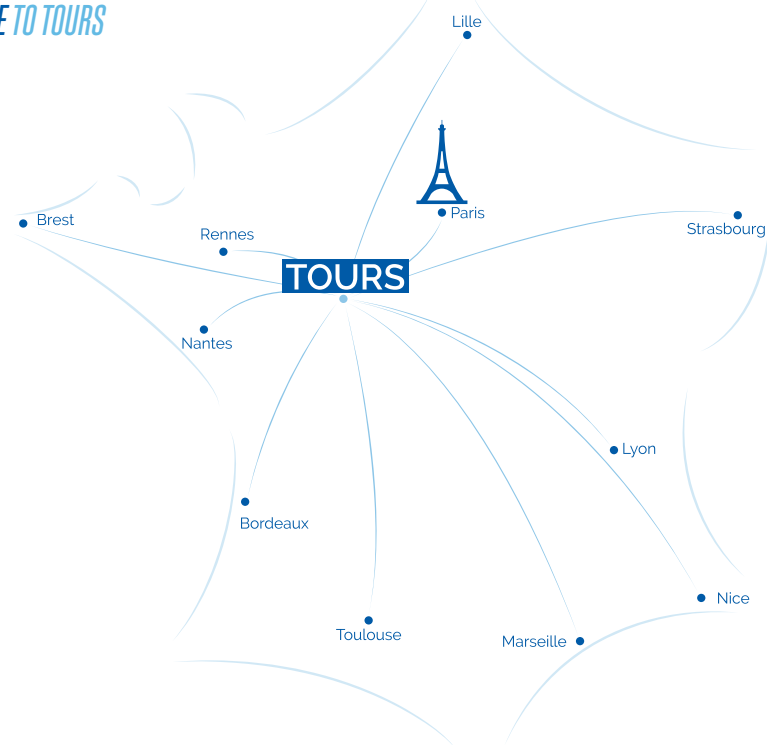 TO TOURS
Lille
Paris
Brest
Strasbourg
Rennes
TOURS
Nantes
Lyon
Bordeaux
Nice
Toulouse
Marseille